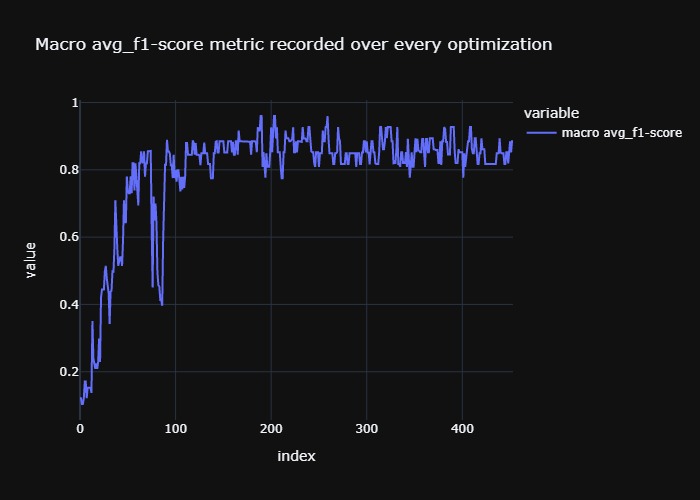 Macro avg_f1-score metric recorded over every optimization
variable
macro avg_f1-score
value
1
0.8
0.6
0.4
0.2
0
100
200
300
400
index